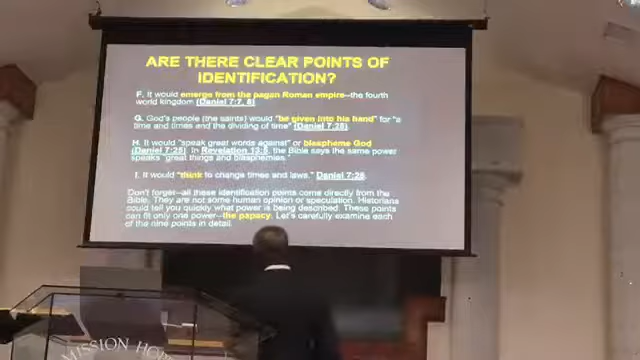 ARE THERE CLEAR POINTS OF
IDENTIFICATION?
F. It would emerge from the pagan Roman empire--the fourth
world kingdom (Daniel 7:7, 8)
G. God's people (the saints) would "be given into his hand" for "a
time and times and the dividing of time" (Daniel 7:25)
H. It would "speak great words against" or blaspheme God
(Daniel 7:25). In Revelation 13:5, the Bible says the same power
speaks "great things and blasphemies."
I. It would "think to change times and laws." Daniel 7:25.
Don't forget--all these identification points come directly from the
Bible. They are not some human opinion or speculation. Historians
could tell you quickly what power is being described. These points
can fit only one power--the papacy. Let's carefully examine each
of the nine points in detail.
MISSION HOPE